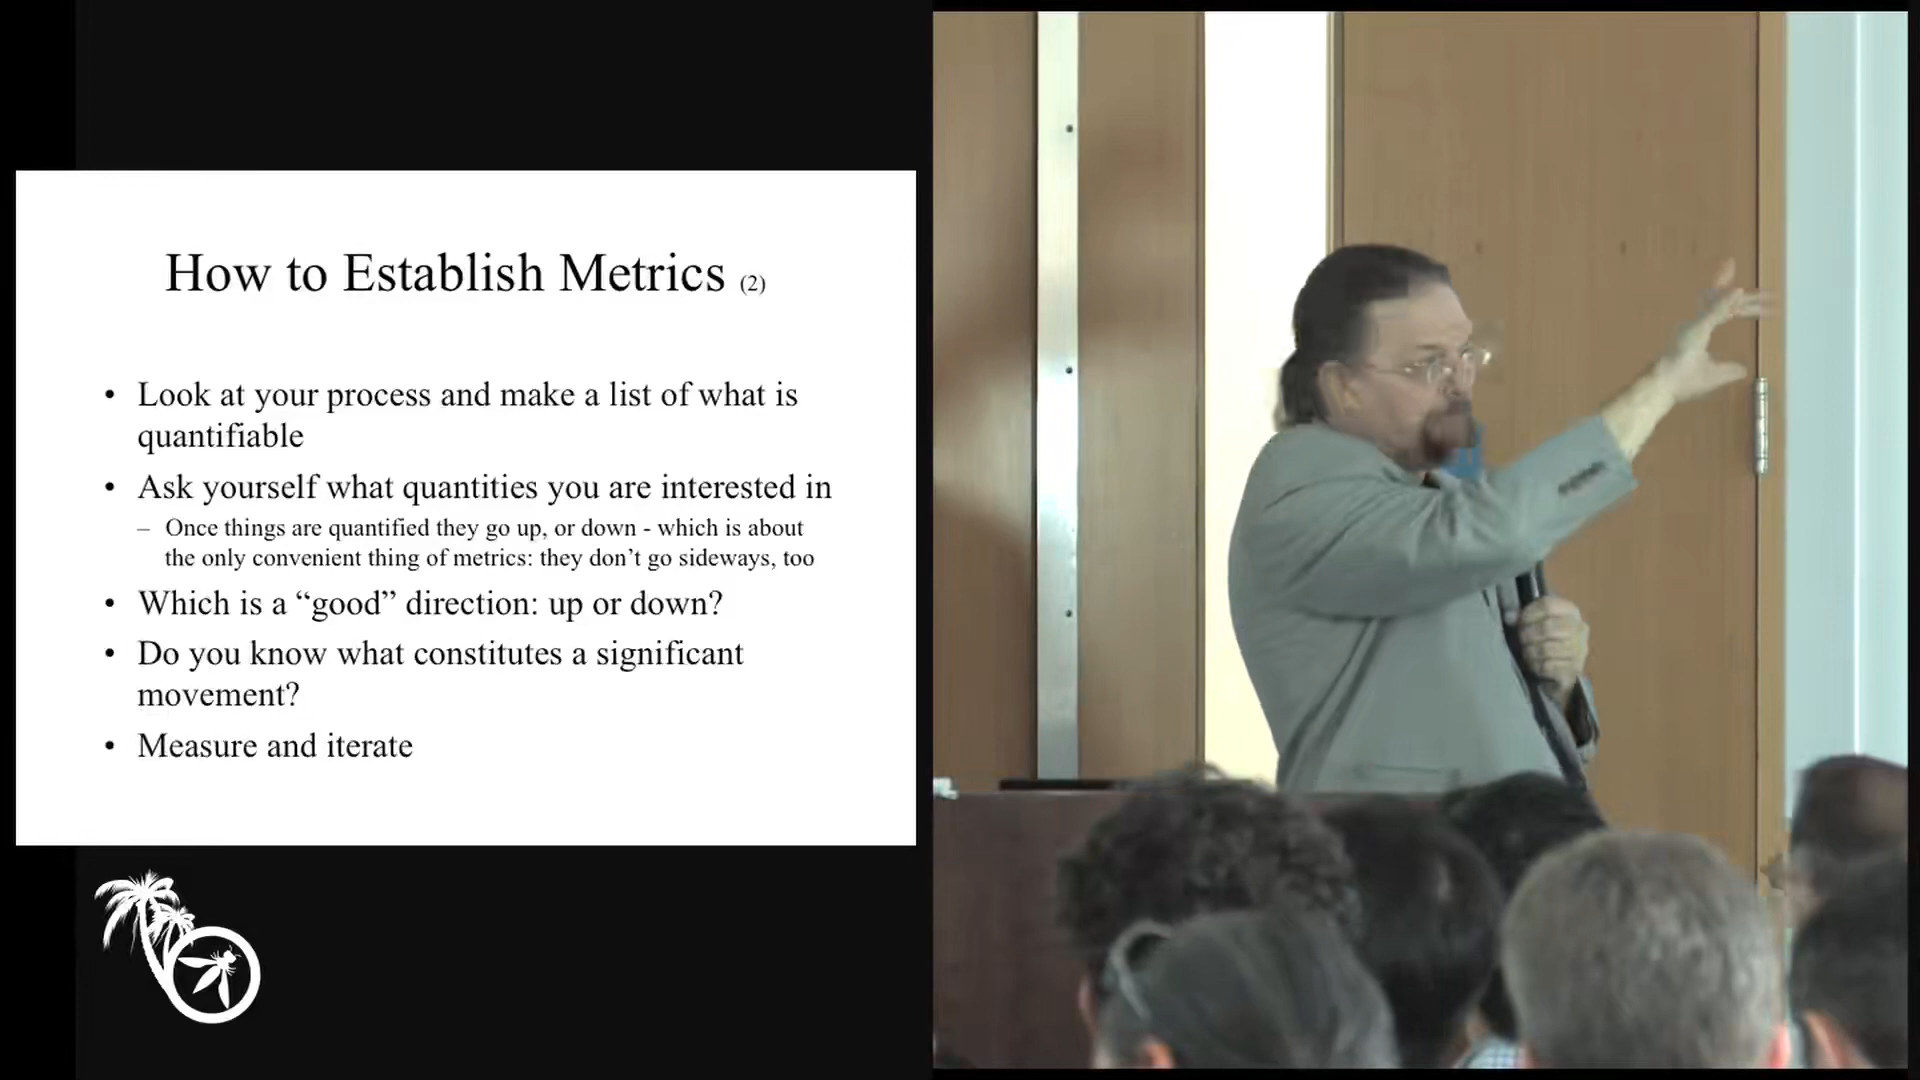 How to Establish Metrics (2)
• Look at your process and make a list of what is
quantifiable
• Ask yourself what quantities you are interested in
– Once things are quantified they go up, or down - which is about
the only convenient thing of metrics: they don’t go sideways, too
• Which is a “good” direction: up or down?
• Do you know what constitutes a significant
movement?
• Measure and iterate